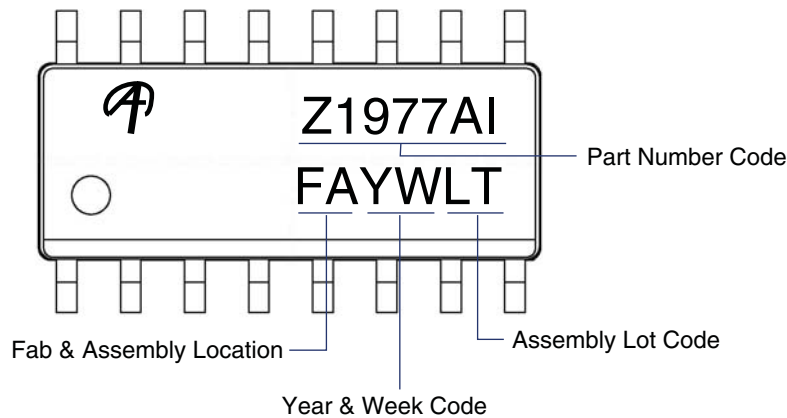 Z1977AI
Part Number Code
FAYWLT
Fab & Assembly Location
Assembly Lot Code
Year & Week Code